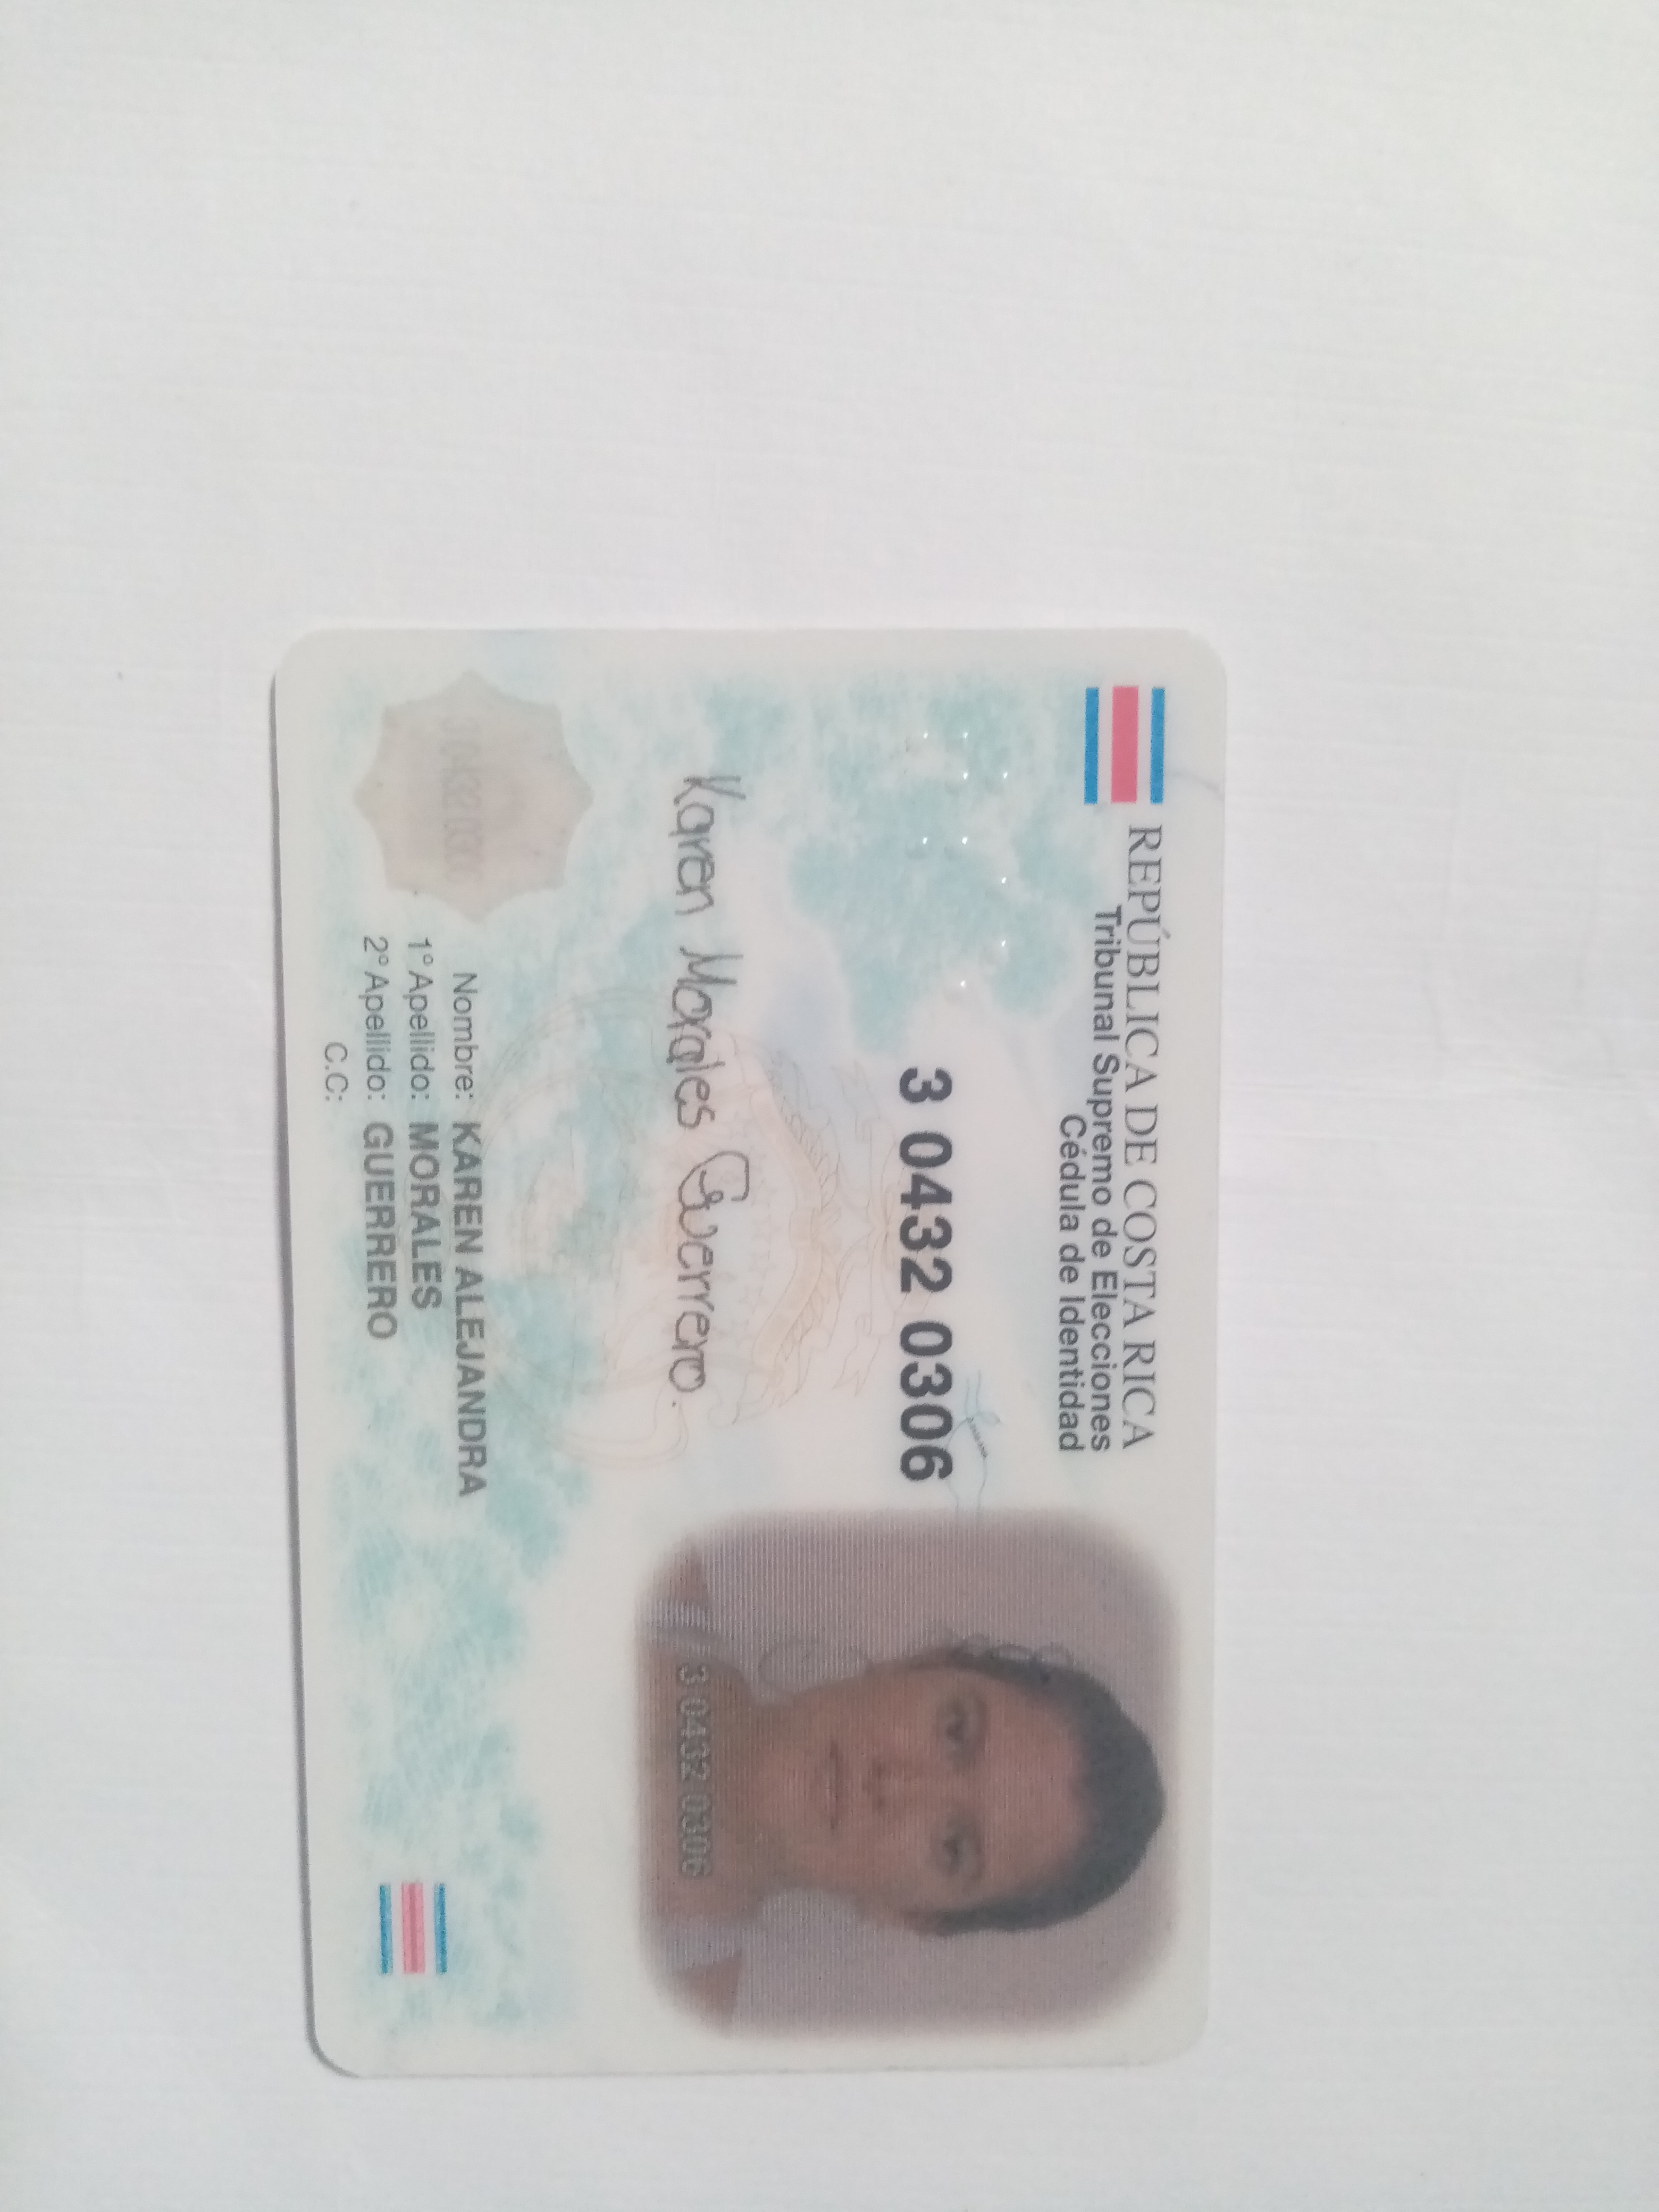 REPÚBLICA DE COSTA RICA
Tribunal Supremo de Elecciones
Cédula de Identidad
3 0432 0306
Karen Morales Guerrero.
3 0432 0306
Nombre: KAREN ALEJANDRA
1° Apellido: MORALES
2° Apellido: GUERRERO
C.C: